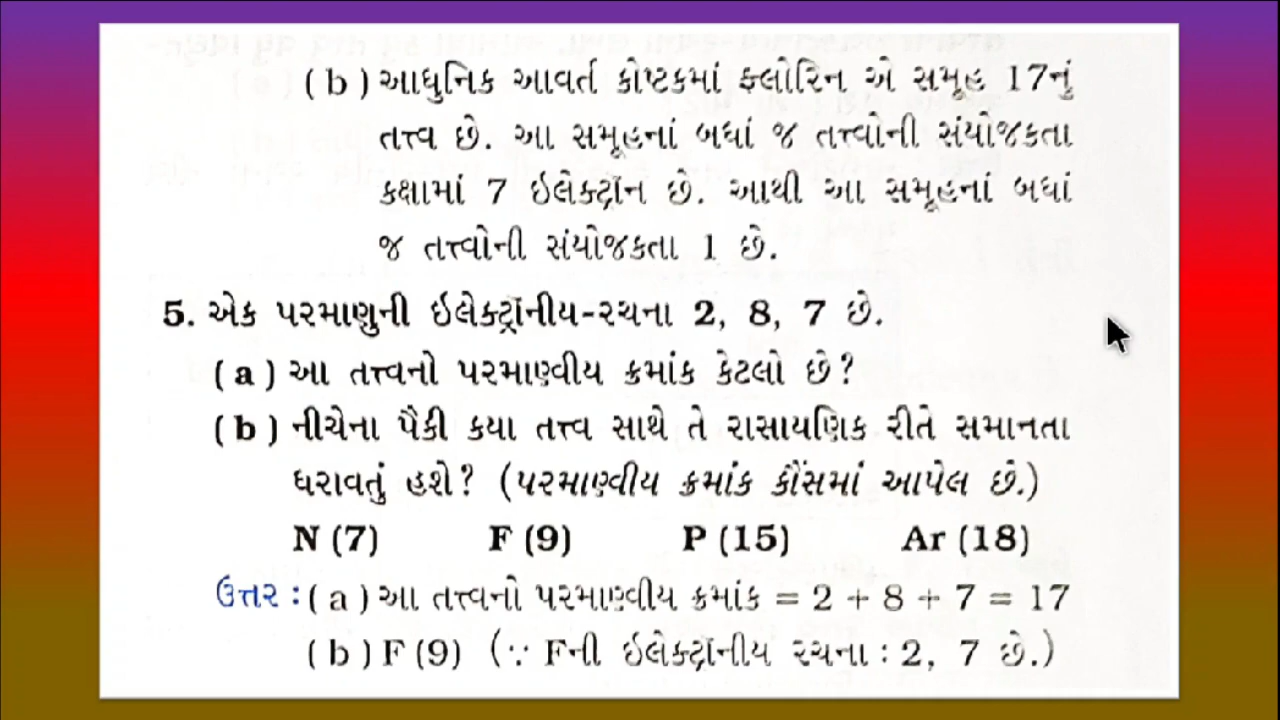 (b) આધુનિક આવર્ત કોષ્ટકમાં ફ્લોરિન એ સમૂહ 17નું
તત્ત્વ છે. આ સમૂહનાં બધાં જ તત્ત્વોની સંયોજકતા
કક્ષામાં 7 ઇલેક્ટ્રૉન છે. આથી આ સમૂહનાં બધાં
જ તત્ત્વોની સંયોજકતા 1 છે.
5. એક પરમાણુની ઇલેક્ટ્રૉનીય-રચના 2, 8, 7 છે.
(a) આ તત્ત્વનો પરમાણ્વીય ક્રમાંક કેટલો છે?
(b) નીચેના પૈકી કયા તત્ત્વ સાથે તે રાસાયણિક રીતે સમાનતા
ધરાવતું હશે? (પરમાણ્વીય ક્રમાંક કૌંસમાં આપેલ છે.)
N (7) F (9) P (15) Ar (18)
ઉત્તર : (a) આ તત્ત્વનો પરમાણ્વીય ક્રમાંક = 2 + 8 + 7 = 17
(b) F (9) (∵ Fની ઇલેક્ટ્રૉનીય રચના : 2, 7 છે.)